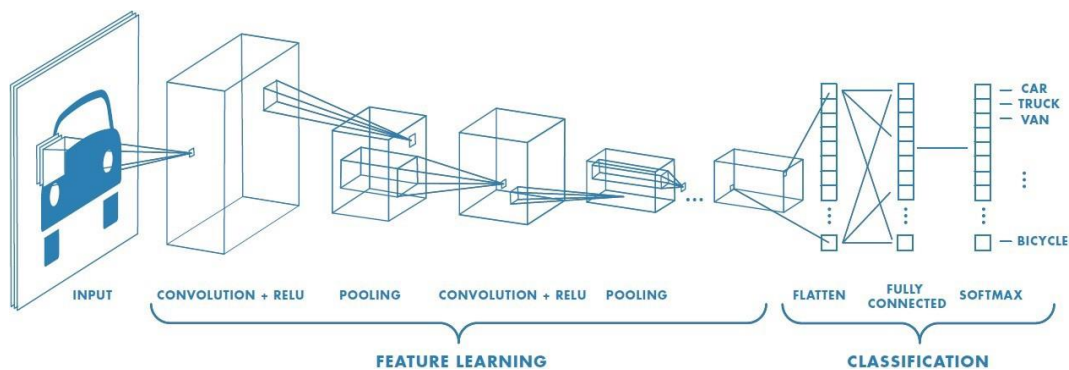 CAR
TRUCK
VAN
BICYCLE
INPUT
CONVOLUTION + RELU
POOLING
CONVOLUTION + RELU
POOLING
FLATTEN
FULLY
CONNECTED
SOFTMAX
FEATURE LEARNING
CLASSIFICATION